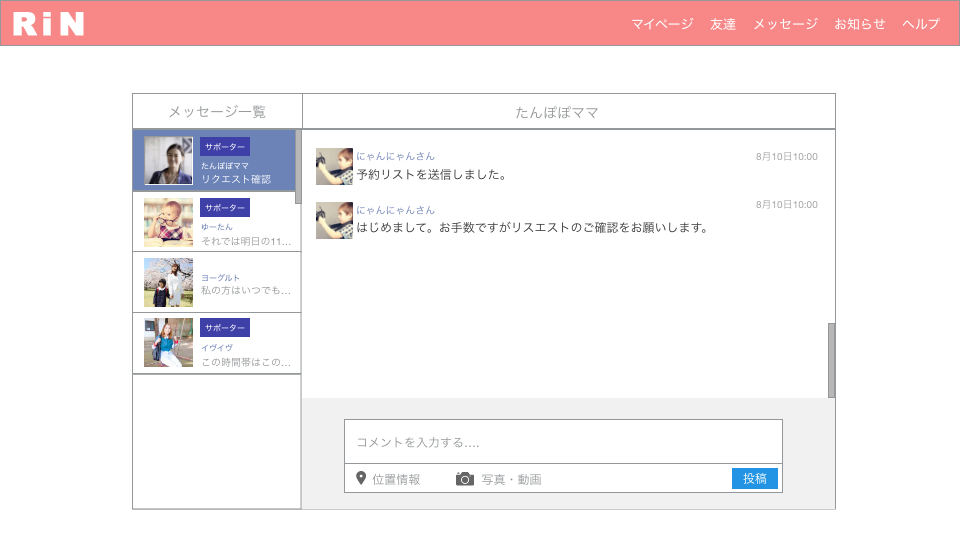 RiN
マイページ 友達 メッセージ お知らせ ヘルプ
メッセージ一覧
たんぽぽママ
サポーター
たんぽぽママ
リクエスト確認
サポーター
ゆーたん
それでは明日の11...
ヨーグルト
私の方はいつでも...
サポーター
イヴイヴ
この時間帯はこの...
にゃんにゃんさん
8月10日10:00
予約リストを送信しました。
にゃんにゃんさん
8月10日10:00
はじめまして。お手数ですがリスエストのご確認をお願いします。
コメントを入力する....
位置情報 写真・動画 投稿